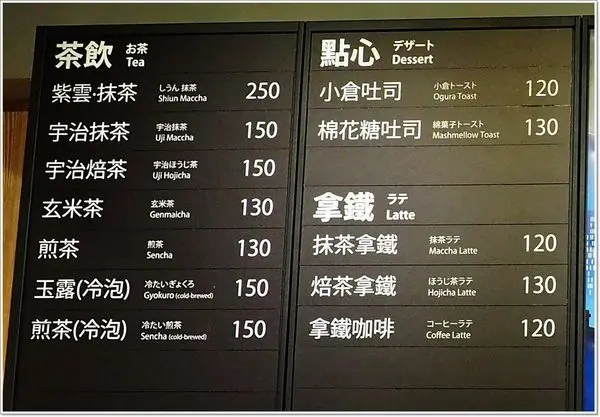 茶飲 お茶 Tea
紫雲·抹茶 しうん 抹茶 Shiun Maccha 250
宇治抹茶 宇治抹茶 Uji Maccha 150
宇治焙茶 宇治ほうじ茶 Uji Hojicha 150
玄米茶 玄米茶 Genmaicha 130
煎茶 煎茶 Sencha 130
玉露(冷泡) 冷たいぎょくろ Gyokuro (cold-brewed) 150
煎茶(冷泡) 冷たい煎茶 Sencha (cold-brewed) 150
點心 デザート Dessert
小倉吐司 小倉トースト Ogura Toast 120
棉花糖吐司 綿菓子トースト Mashmellow Toast 130
拿鐵 ラテ Latte
抹茶拿鐵 抹茶ラテ Maccha Latte 120
焙茶拿鐵 ほうじ茶ラテ Hojicha Latte 130
拿鐵咖啡 コーヒーラテ Coffee Latte 120